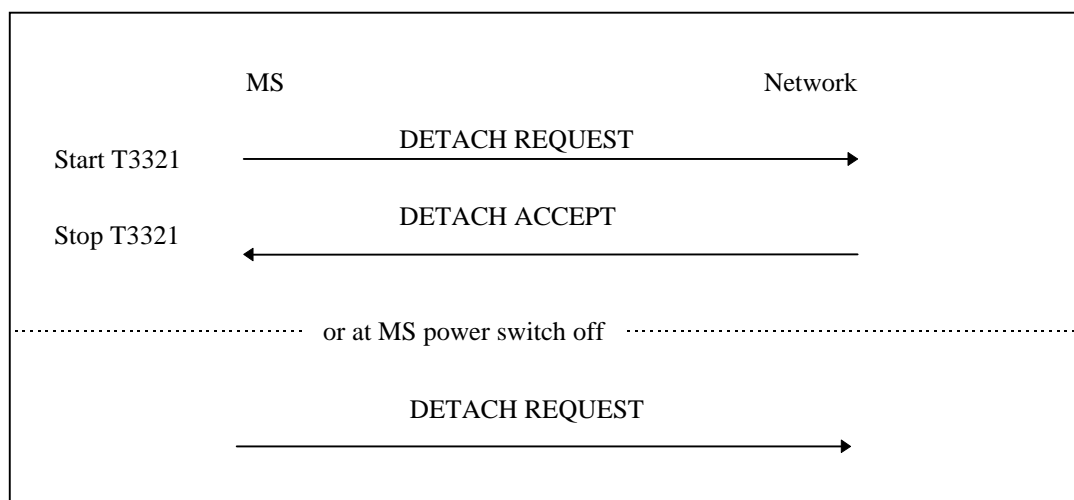 MS Network
DETACH REQUEST
Start T3321
DETACH ACCEPT
Stop T3321
or at MS power switch off
DETACH REQUEST